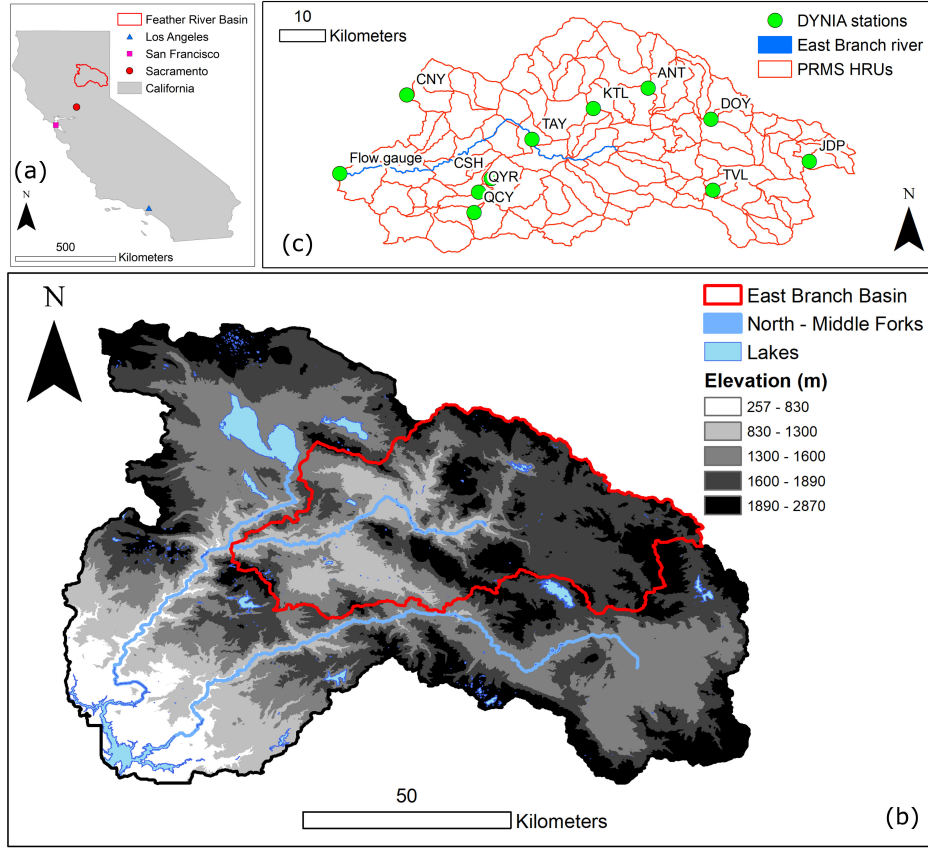 Feather River Basin
Los Angeles
San Francisco
Sacramento
California
(a)
N
500
Kilometers
10
Kilometers
DYNIA stations
East Branch river
PRMS HRUs
CNY
ANT
KTL
DOY
TAY
JDP
Flow gauge
CSH
QYR
TVL
QCY
N
(c)
N
East Branch Basin
North - Middle Forks
Lakes
Elevation (m)
257 - 830
830 - 1300
1300 - 1600
1600 - 1890
1890 - 2870
50
Kilometers
(b)